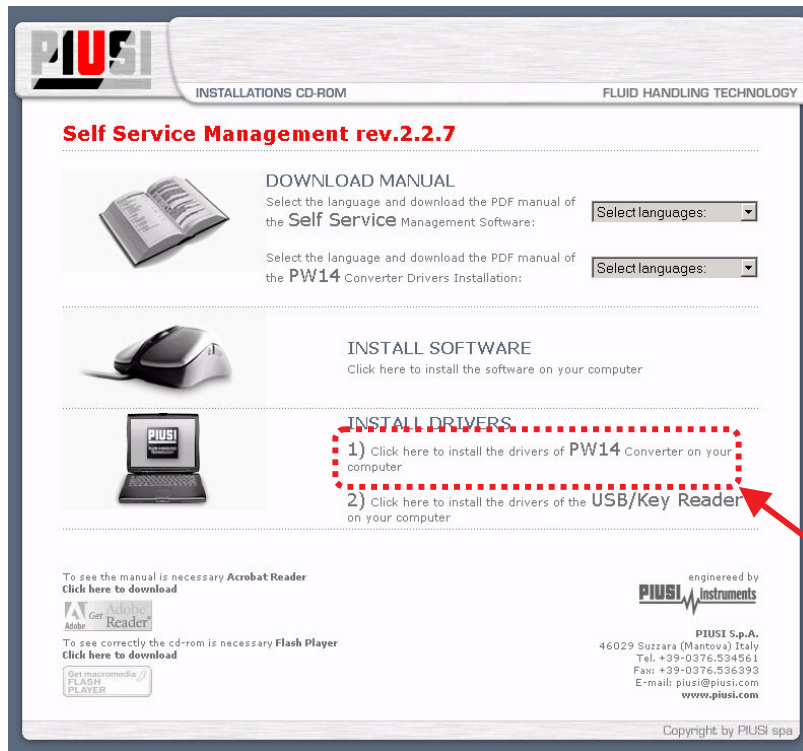 PIUSI
INSTALLATIONS CD-ROM
FLUID HANDLING TECHNOLOGY
Self Service Management rev.2.2.7
DOWNLOAD MANUAL
Select the language and download the PDF manual of
the Self Service Management Software:
Select languages:
Select the language and download the PDF manual of
the PW14 Converter Drivers Installation:
Select languages:
INSTALL SOFTWARE
Click here to install the software on your computer
PIUSI
FLUID HANDLING
TECHNOLOGY
INSTALL DRIVERS
1) Click here to install the drivers of PW14 Converter on your
computer
2) Click here to install the drivers of the USB/Key Reader
on your computer
To see the manual is necessary Acrobat Reader
Click here to download
Adobe
Get Adobe
Reader
To see correctly the cd-rom is necessary Flash Player
Click here to download
Get macromedia
FLASH
PLAYER
enginereed by
PIUSI instruments
PIUSI S.p.A.
46029 Suzzara (Mantova) Italy
Tel. +39-0376.534561
Fax: +39-0376.536393
E-mail: piusi@piusi.com
www.piusi.com
Copyright by PIUSI spa